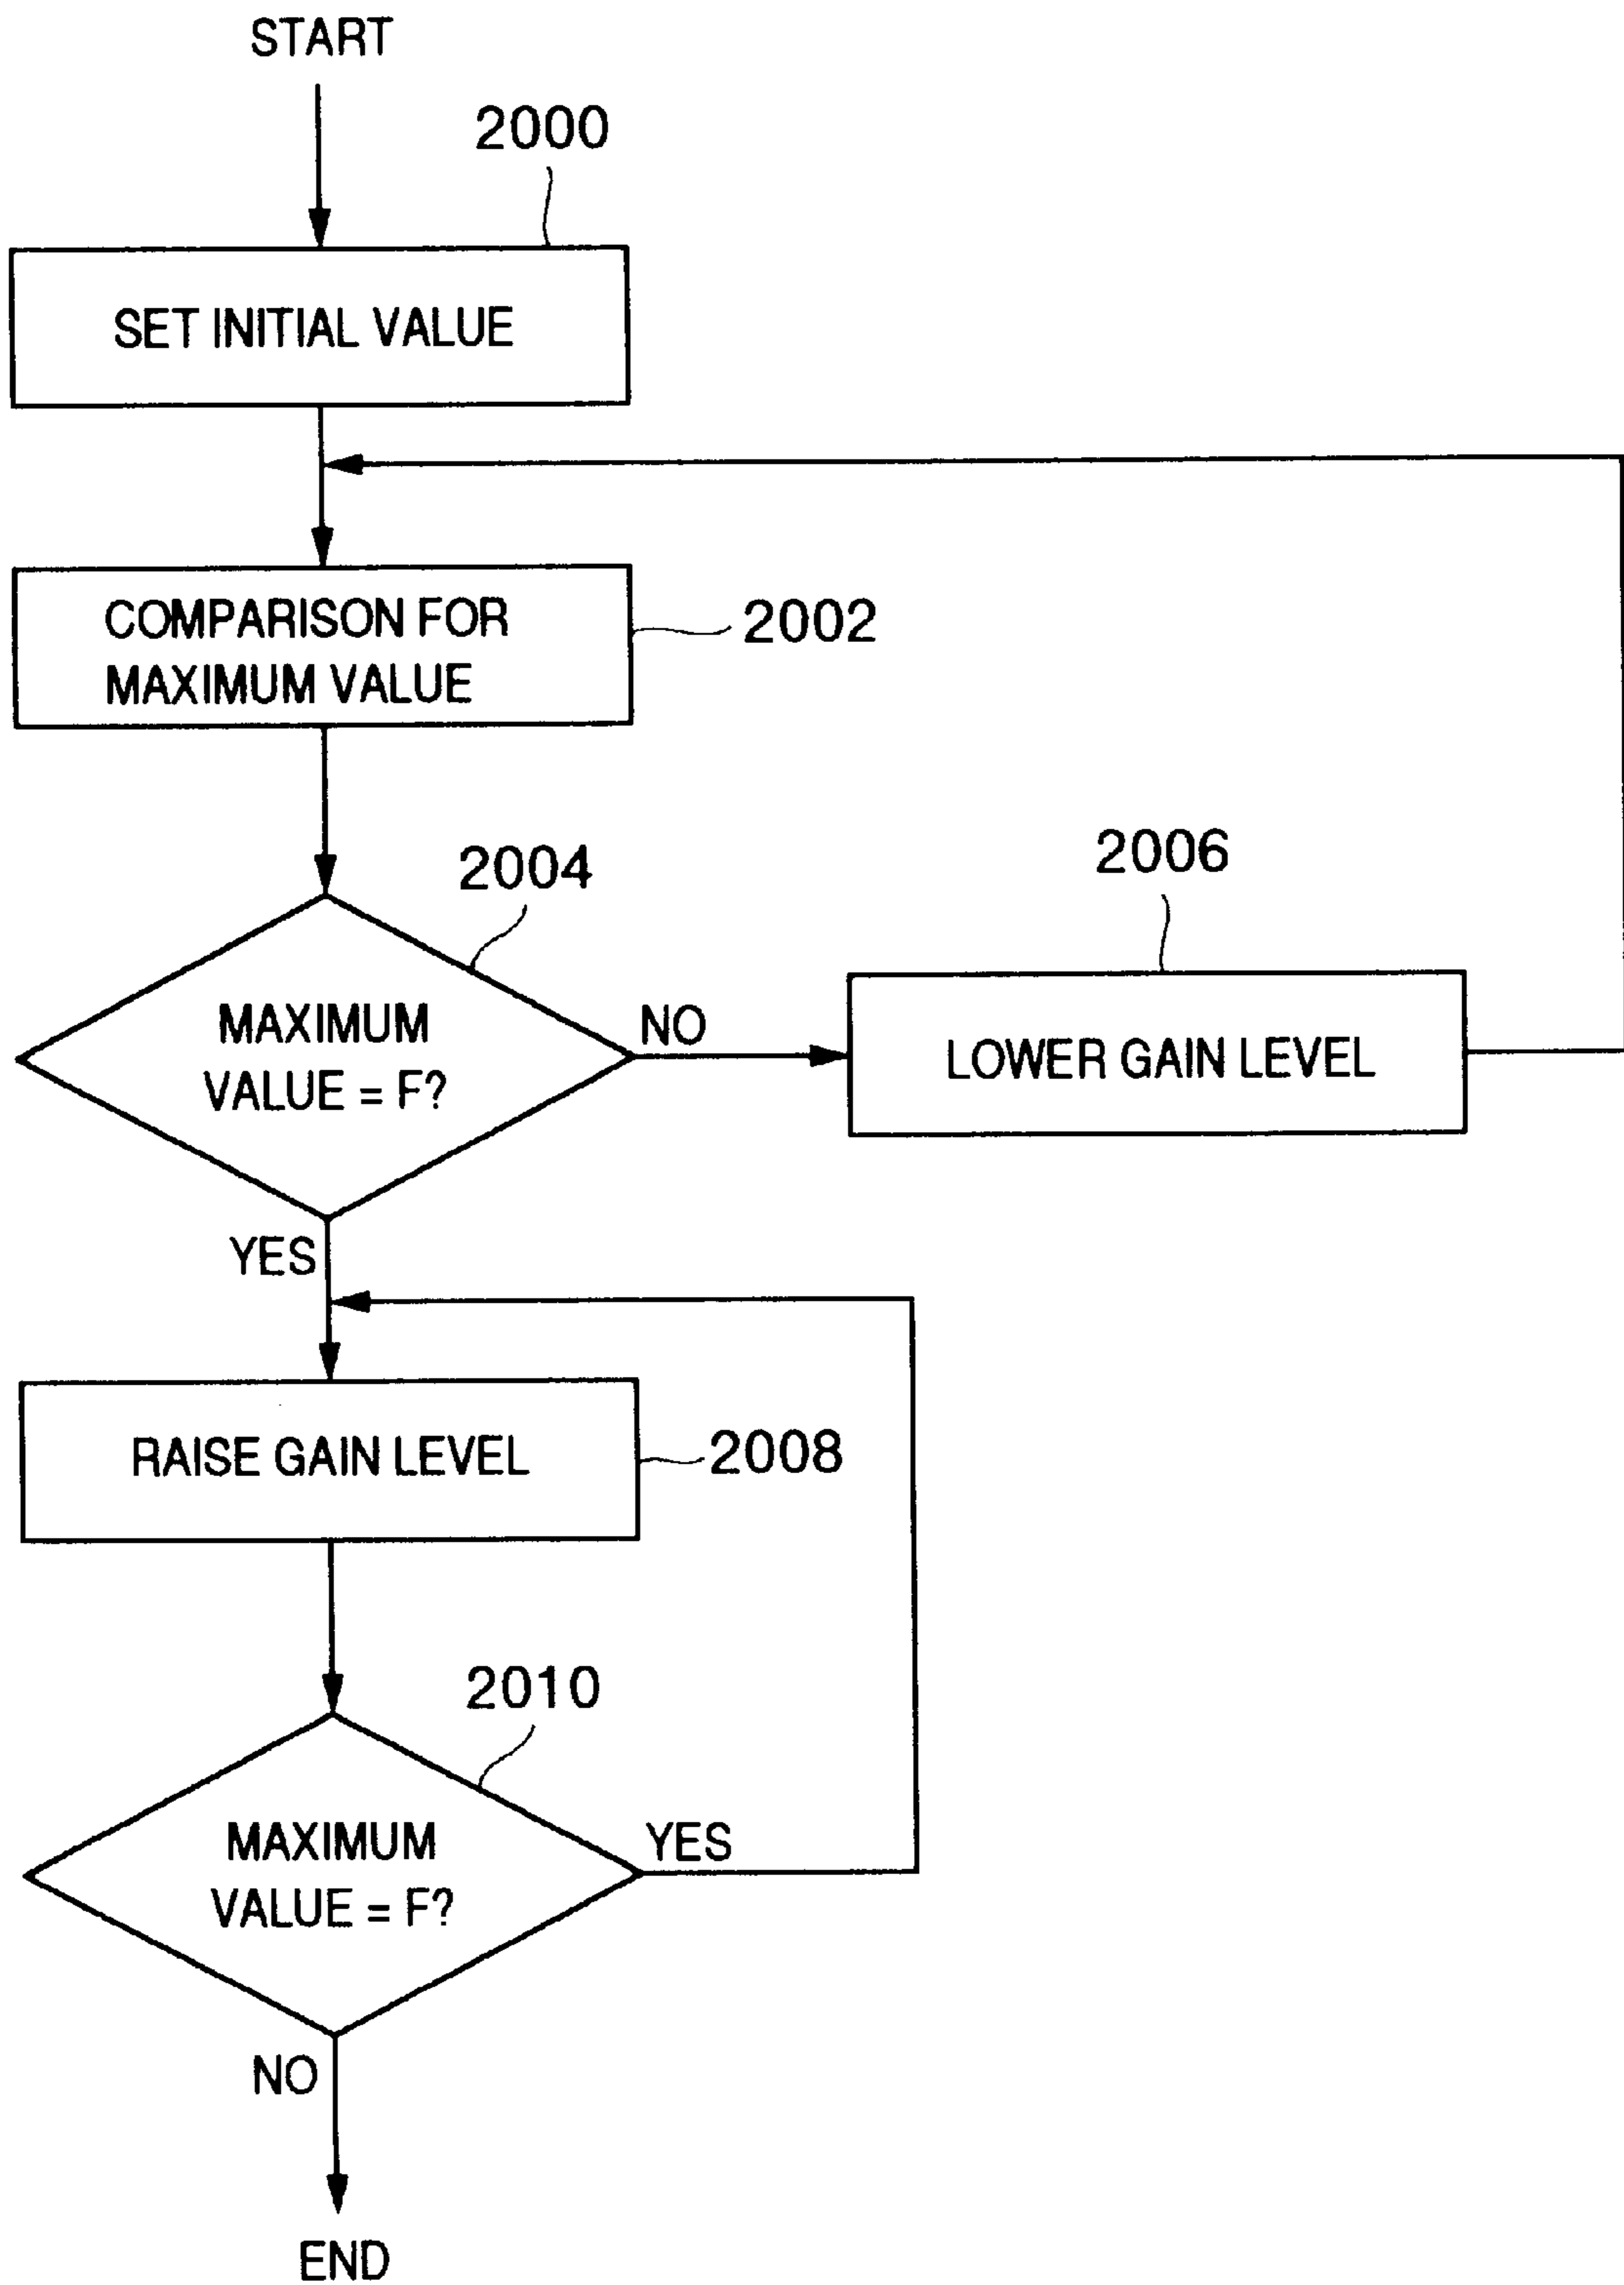 START
2000
SET INITIAL VALUE
COMPARISON FOR
MAXIMUM VALUE
2002
2004
2006
MAXIMUM
VALUE = F?
NO
LOWER GAIN LEVEL
YES
RAISE GAIN LEVEL
2008
2010
MAXIMUM
VALUE = F?
YES
NO
END